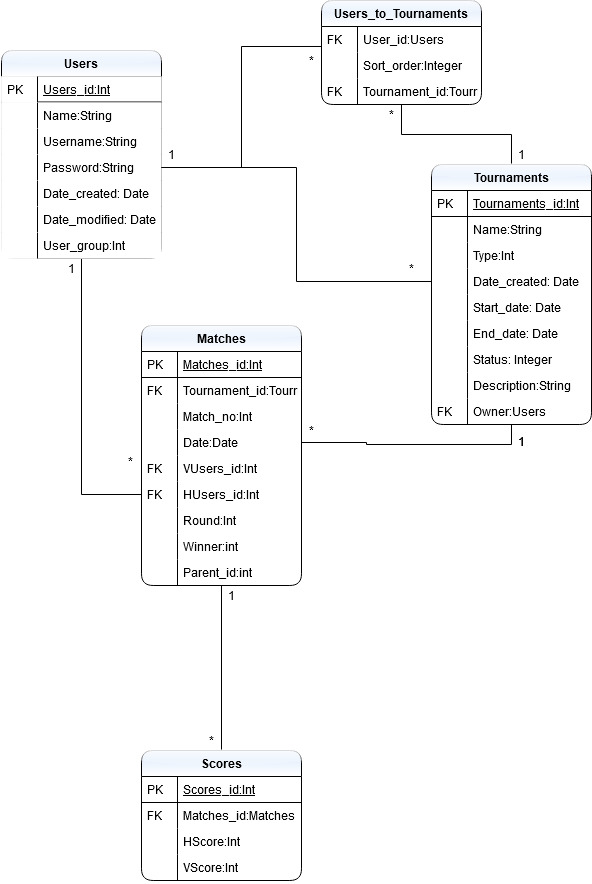 Users_to_Tournaments
FK User_id:Users
Sort_order:Integer
FK Tournament_id:Tourr
*
*
Users
PK Users_id:Int
Name:String
Username:String
Password:String
Date_created: Date
Date_modified: Date
User_group:Int
1
1
1
Tournaments
PK Tournaments_id:Int
Name:String
Type:Int
Date_created: Date
Start_date: Date
End_date: Date
Status: Integer
Description:String
FK Owner:Users
*
1
Matches
PK Matches_id:Int
FK Tournament_id:Tourr
Match_no:Int
Date:Date
FK VUsers_id:Int
FK HUsers_id:Int
Round:Int
Winner:int
Parent_id:int
*
*
1
*
Scores
PK Scores_id:Int
FK Matches_id:Matches
HScore:Int
VScore:Int